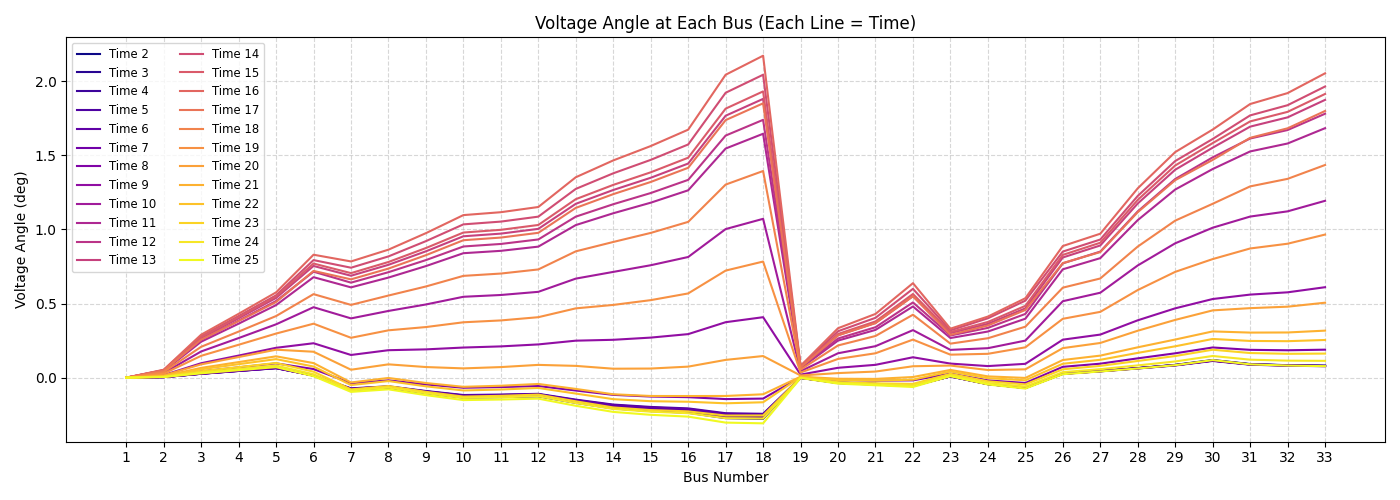 Voltage Angle at Each Bus (Each Line = Time)
Voltage Angle (deg)
2.0
1.5
1.0
0.5
0.0
Time 2
Time 3
Time 4
Time 5
Time 6
Time 7
Time 8
Time 9
Time 10
Time 11
Time 12
Time 13
Time 14
Time 15
Time 16
Time 17
Time 18
Time 19
Time 20
Time 21
Time 22
Time 23
Time 24
Time 25
1 2 3 4 5 6 7 8 9 10 11 12 13 14 15 16 17 18 19 20 21 22 23 24 25 26 27 28 29 30 31 32 33
Bus Number